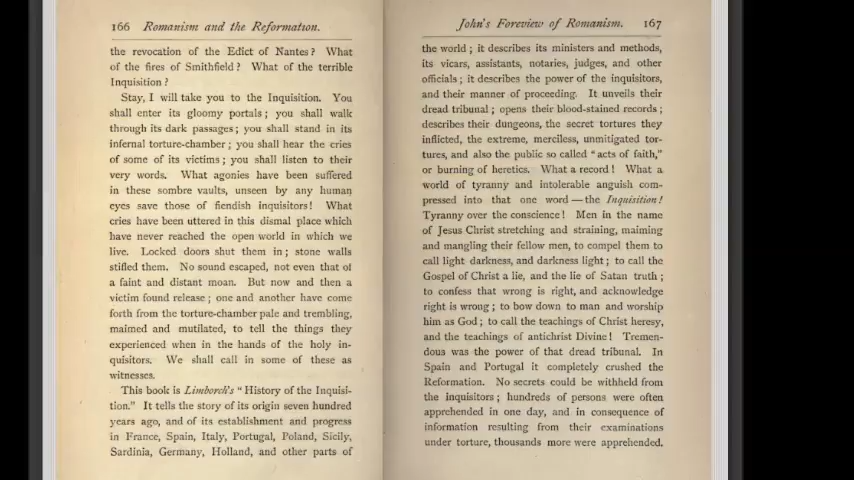 166 Romanism and the Reformation.
the revocation of the Edict of Nantes? What
of the fires of Smithfield? What of the terrible
Inquisition?
Stay, I will take you to the Inquisition. You
shall enter its gloomy portals; you shall walk
through its dark passages; you shall stand in its
infernal torture-chamber; you shall hear the cries
of some of its victims; you shall listen to their
very words. What agonies have been suffered
in these sombre vaults, unseen by any human
eyes save those of fiendish inquisitors! What
cries have been uttered in this dismal place which
have never reached the open world in which we
live. Locked doors shut them in; stone walls
stifled them. No sound escaped, not even that of
a faint and distant moan. But now and then a
victim found release; one and another have come
forth from the torture-chamber pale and trembling,
maimed and mutilated, to tell the things they
experienced when in the hands of the holy in-
quisitors. We shall call in some of these as
witnesses.
This book is Limborch's "History of the Inquisi-
tion." It tells the story of its origin seven hundred
years ago, and of its establishment and progress
in France, Spain, Italy, Portugal, Poland, Sicily,
Sardinia, Germany, Holland, and other parts of
John's Foreview of Romanism. 167
the world; it describes its ministers and methods,
its vicars, assistants, notaries, judges, and other
officials; it describes the power of the inquisitors,
and their manner of proceeding. It unveils their
dread tribunal; opens their blood-stained records;
describes their dungeons, the secret tortures they
inflicted, the extreme, merciless, unmitigated tor-
tures, and also the public so called "acts of faith,"
or burning of heretics. What a record! What a
world of tyranny and intolerable anguish com-
pressed into that one word—the Inquisition!
Tyranny over the conscience! Men in the name
of Jesus Christ stretching and straining, maiming
and mangling their fellow men, to compel them to
call light darkness, and darkness light; to call the
Gospel of Christ a lie, and the lie of Satan truth;
to confess that wrong is right, and acknowledge
right is wrong; to bow down to man and worship
him as God; to call the teachings of Christ heresy,
and the teachings of antichrist Divine! Tremen-
dous was the power of that dread tribunal. In
Spain and Portugal it completely crushed the
Reformation. No secrets could be withheld from
the inquisitors; hundreds of persons were often
apprehended in one day, and in consequence of
information resulting from their examinations
under torture, thousands more were apprehended.